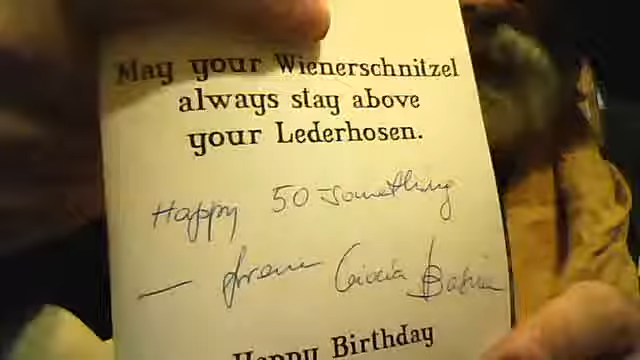 May your Wienerschnitzel
always stay above
your Lederhosen.
Happy 50 something
— from
Happy Birthday